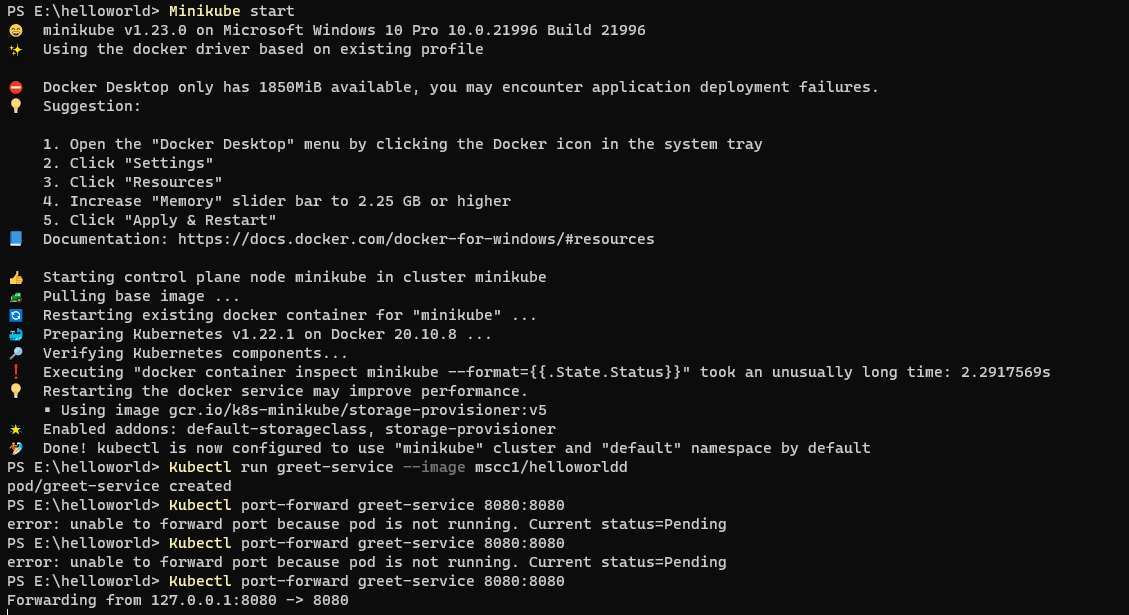 PS E:\helloworld> Minikube start
minikube v1.23.0 on Microsoft Windows 10 Pro 10.0.21996 Build 21996
Using the docker driver based on existing profile
Docker Desktop only has 1850MiB available, you may encounter application deployment failures.
Suggestion:
1. Open the "Docker Desktop" menu by clicking the Docker icon in the system tray
2. Click "Settings"
3. Click "Resources"
4. Increase "Memory" slider bar to 2.25 GB or higher
5. Click "Apply & Restart"
Documentation: https://docs.docker.com/docker-for-windows/#resources
Starting control plane node minikube in cluster minikube
Pulling base image ...
Restarting existing docker container for "minikube" ...
Preparing Kubernetes v1.22.1 on Docker 20.10.8 ...
Verifying Kubernetes components...
Executing "docker container inspect minikube --format={{.State.Status}}" took an unusually long time: 2.2917569s
Restarting the docker service may improve performance.
▪ Using image gcr.io/k8s-minikube/storage-provisioner:v5
Enabled addons: default-storageclass, storage-provisioner
Done! kubectl is now configured to use "minikube" cluster and "default" namespace by default
PS E:\helloworld> Kubectl run greet-service --image mscc1/helloworldd
pod/greet-service created
PS E:\helloworld> Kubectl port-forward greet-service 8080:8080
error: unable to forward port because pod is not running. Current status=Pending
PS E:\helloworld> Kubectl port-forward greet-service 8080:8080
error: unable to forward port because pod is not running. Current status=Pending
PS E:\helloworld> Kubectl port-forward greet-service 8080:8080
Forwarding from 127.0.0.1:8080 -> 8080